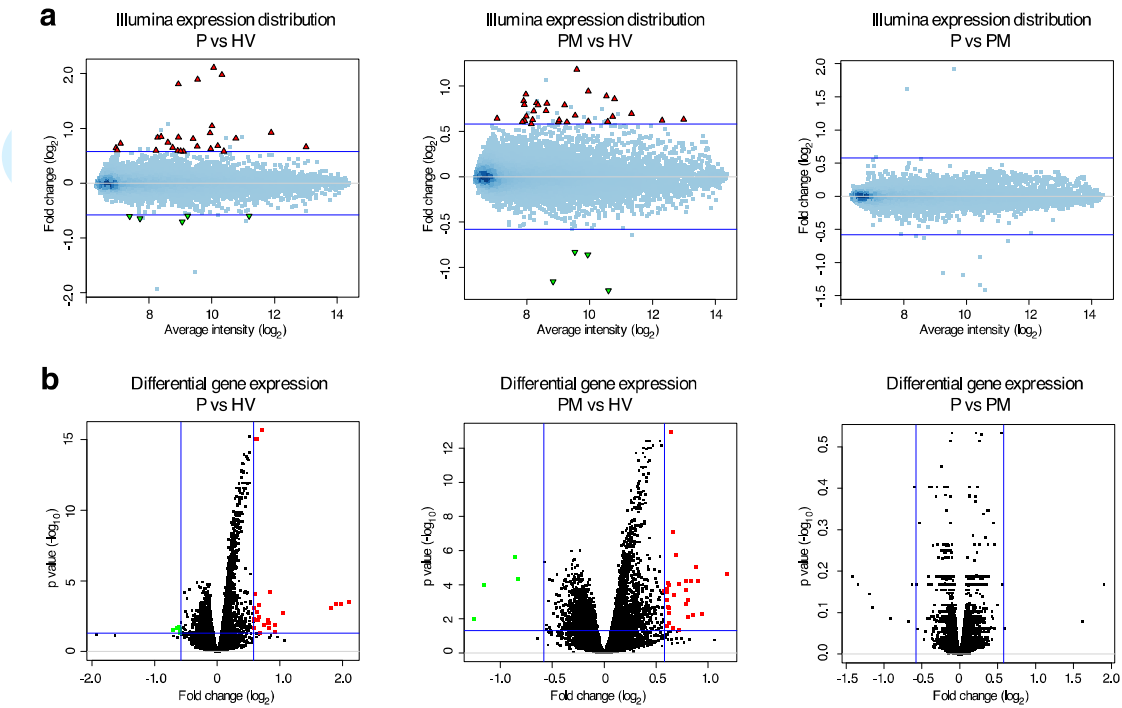 a
Illumina expression distribution
P vs HV
Illumina expression distribution
PM vs HV
Illumina expression distribution
P vs PM
Fold change (log2)
2.0
1.0
0
-1.0
-2.0
8
10
12
14
Average intensity (log2)
Fold change (log2)
1.0
0.5
0
-0.5
-1.0
8
10
12
14
Average intensity (log2)
Fold change (log2)
2.0
1.5
1.0
0.5
0
-0.5
-1.0
-1.5
8
10
12
14
Average intensity (log2)
b
Differential gene expression
P vs HV
Differential gene expression
PM vs HV
Differential gene expression
P vs PM
p value (-log10)
15
10
5
0
-2.0
-1.0
0
1.0
2.0
Fold change (log2)
p value (-log10)
12
10
8
6
4
2
0
-1.0
-0.5
0
0.5
1.0
Fold change (log2)
p value (-log10)
0.5
0.4
0.3
0.2
0.1
0.0
-1.5
-1.0
-0.5
0
0.5
1.0
1.5
2.0
Fold change (log2)